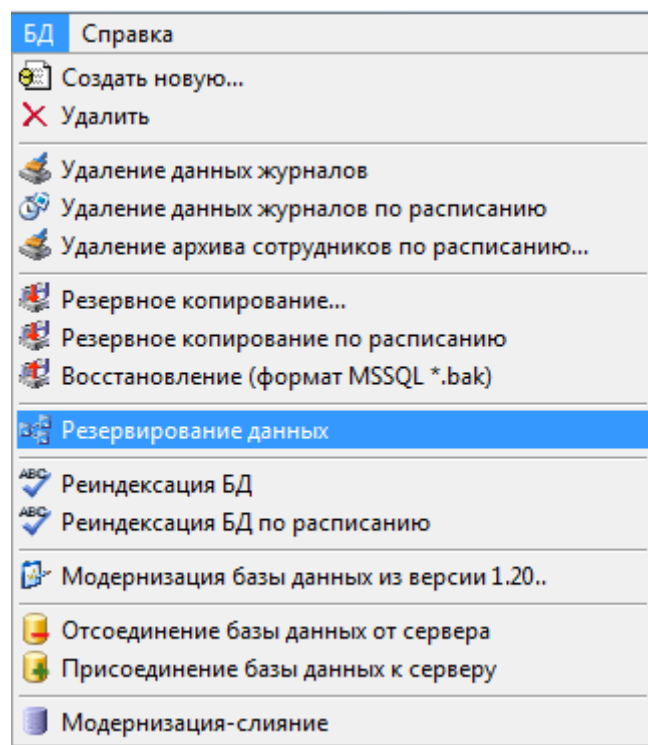 БД Справка
Создать новую...
Удалить
Удаление данных журналов
Удаление данных журналов по расписанию
Удаление архива сотрудников по расписанию...
Резервное копирование...
Резервное копирование по расписанию
Восстановление (формат MSSQL *.bak)
Резервирование данных
ABC Реиндексация БД
ABC Реиндексация БД по расписанию
Модернизация базы данных из версии 1.20..
Отсоединение базы данных от сервера
Присоединение базы данных к серверу
Модернизация-слияние